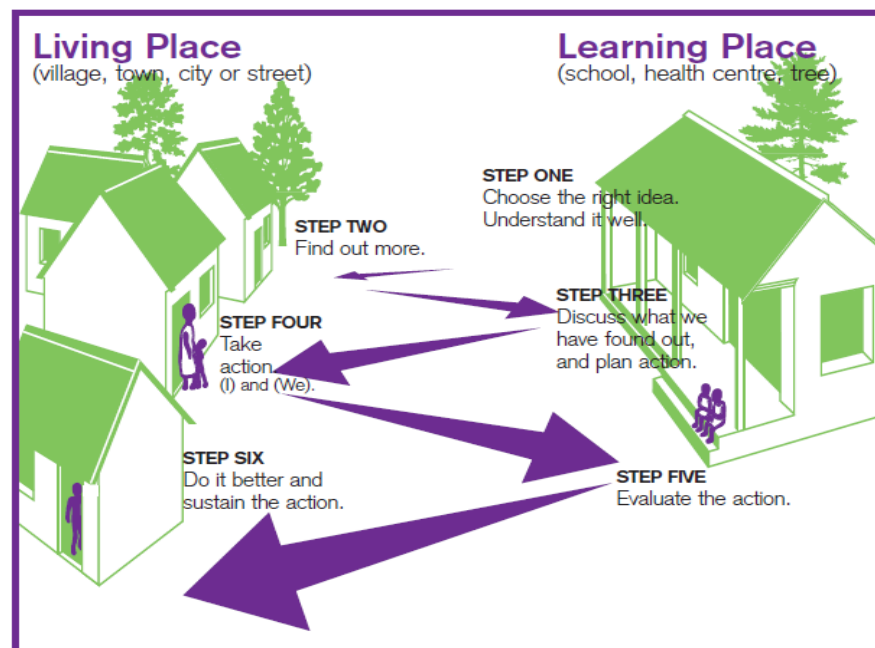 Living Place
(village, town, city or street)
Learning Place
(school, health centre, tree)
STEP ONE
Choose the right idea.
Understand it well.
STEP TWO
Find out more.
STEP THREE
Discuss what we
have found out,
and plan action.
STEP FOUR
Take
action
(I) and (We).
STEP FIVE
Evaluate the action.
STEP SIX
Do it better and
sustain the action.